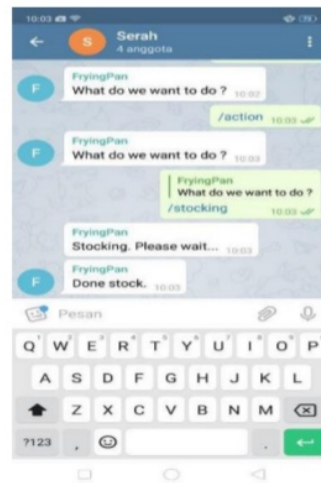 10:03
Serah
4 anggota
FryingPan
What do we want to do ? 10:02
/action 10:03
FryingPan
What do we want to do ? 10:03
FryingPan
What do we want to do ?
/stocking 10:03
FryingPan
Stocking. Please wait... 10:03
FryingPan
Done stock. 10:03
Pesan
Q W E R T Y U I O P
A S D F G H J K L
Z X C V B N M
?123 , .